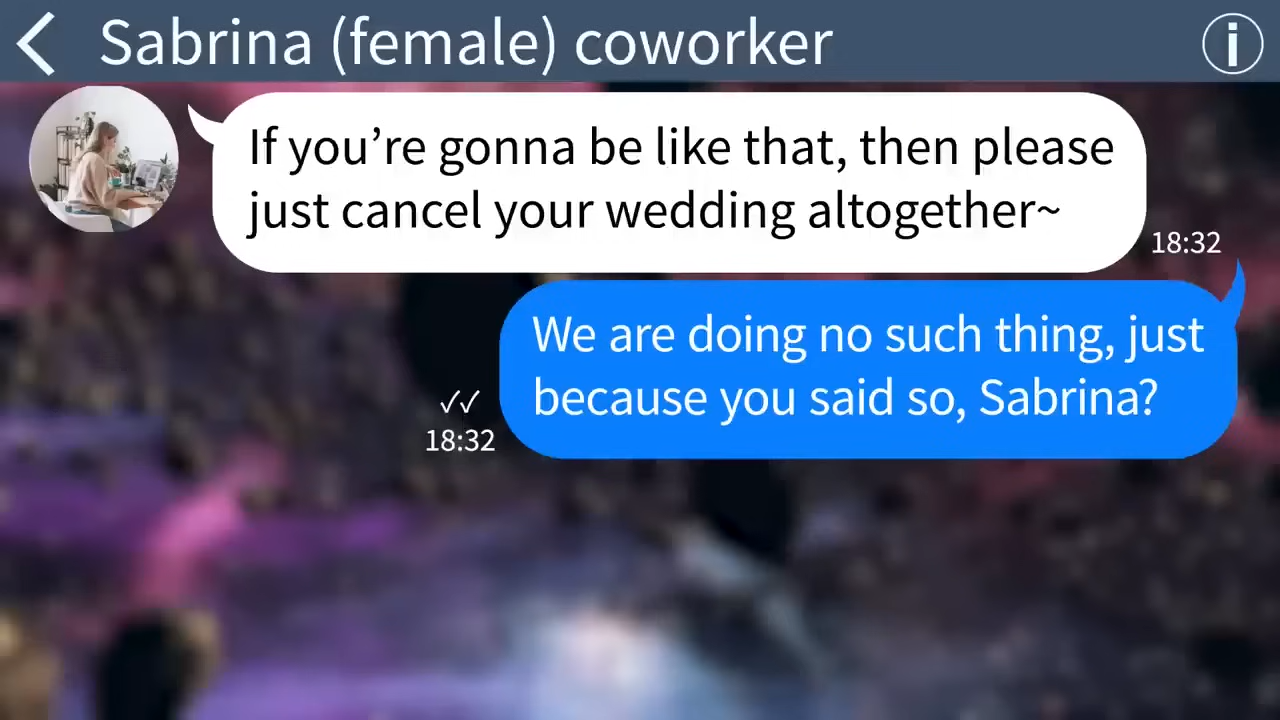 Sabrina (female) coworker
If you’re gonna be like that, then please
just cancel your wedding altogether~
18:32
We are doing no such thing, just
because you said so, Sabrina?
✓✓
18:32